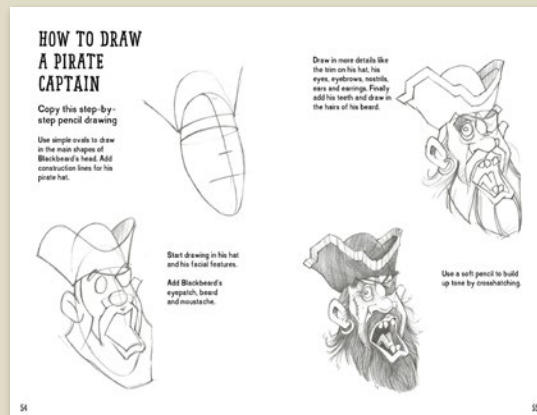 HOW TO DRAW
A PIRATE
CAPTAIN
Copy this step-by-
step pencil drawing
Use simple ovals to draw
in the main shapes of
Blackbeard's head. Add
construction lines for his
pirate hat.
Start drawing in his hat
and his facial features.
Add Blackbeard's
eyepatch, beard
and moustache.
54
Draw in more details like
the trim on his hat, his
eyes, eyebrows, nostrils,
ears and earrings. Finally
add his teeth and draw in
the hairs of his beard.
Use a soft pencil to build
up tone by crosshatching.